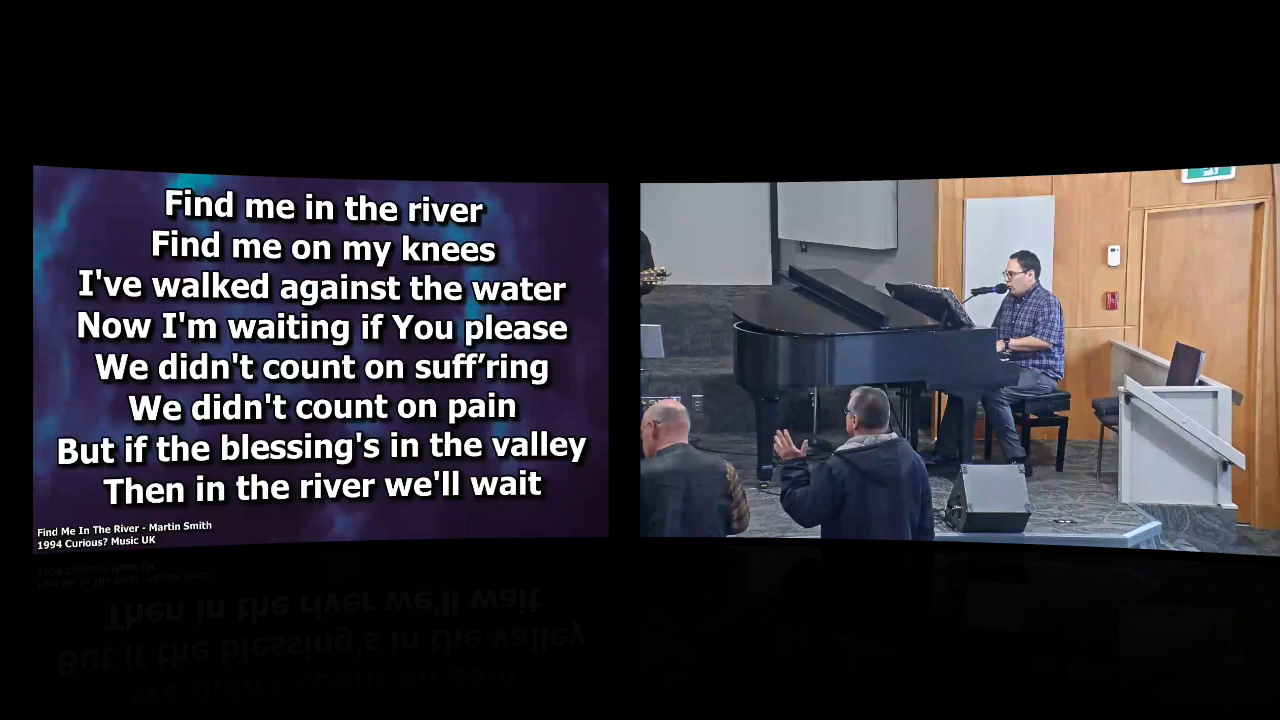 Find me in the river
Find me on my knees
I've walked against the water
Now I'm waiting if You please
We didn't count on suff’ring
We didn't count on pain
But if the blessing's in the valley
Then in the river we'll wait
Find Me In The River - Martin Smith
1994 Curious? Music UK